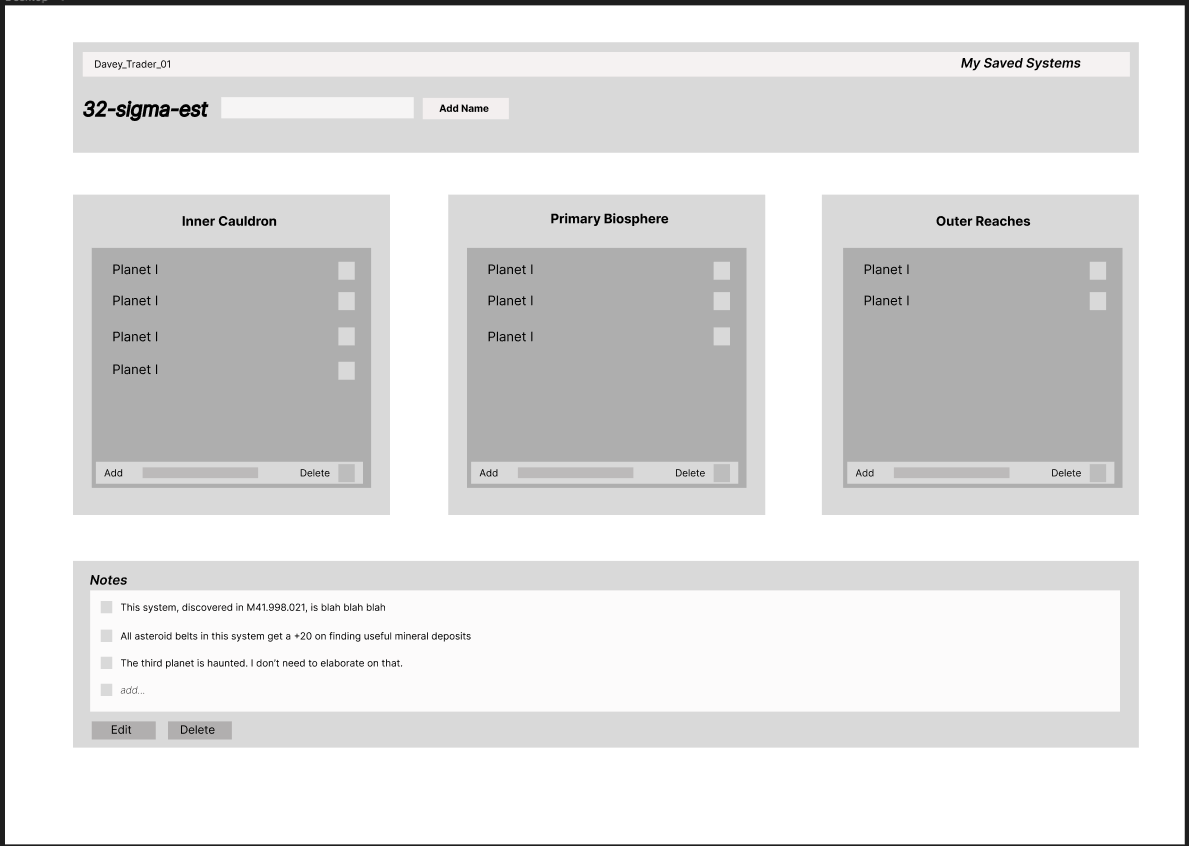 Davey_Trader_01
My Saved Systems
32-sigma-est
Add Name
Inner Cauldron
Planet I
Planet I
Planet I
Planet I
Add
Delete
Primary Biosphere
Planet I
Planet I
Planet I
Add
Delete
Outer Reaches
Planet I
Planet I
Add
Delete
Notes
This system, discovered in M41.998.021, is blah blah blah
All asteroid belts in this system get a +20 on finding useful mineral deposits
The third planet is haunted. I don’t need to elaborate on that.
add...
Edit
Delete